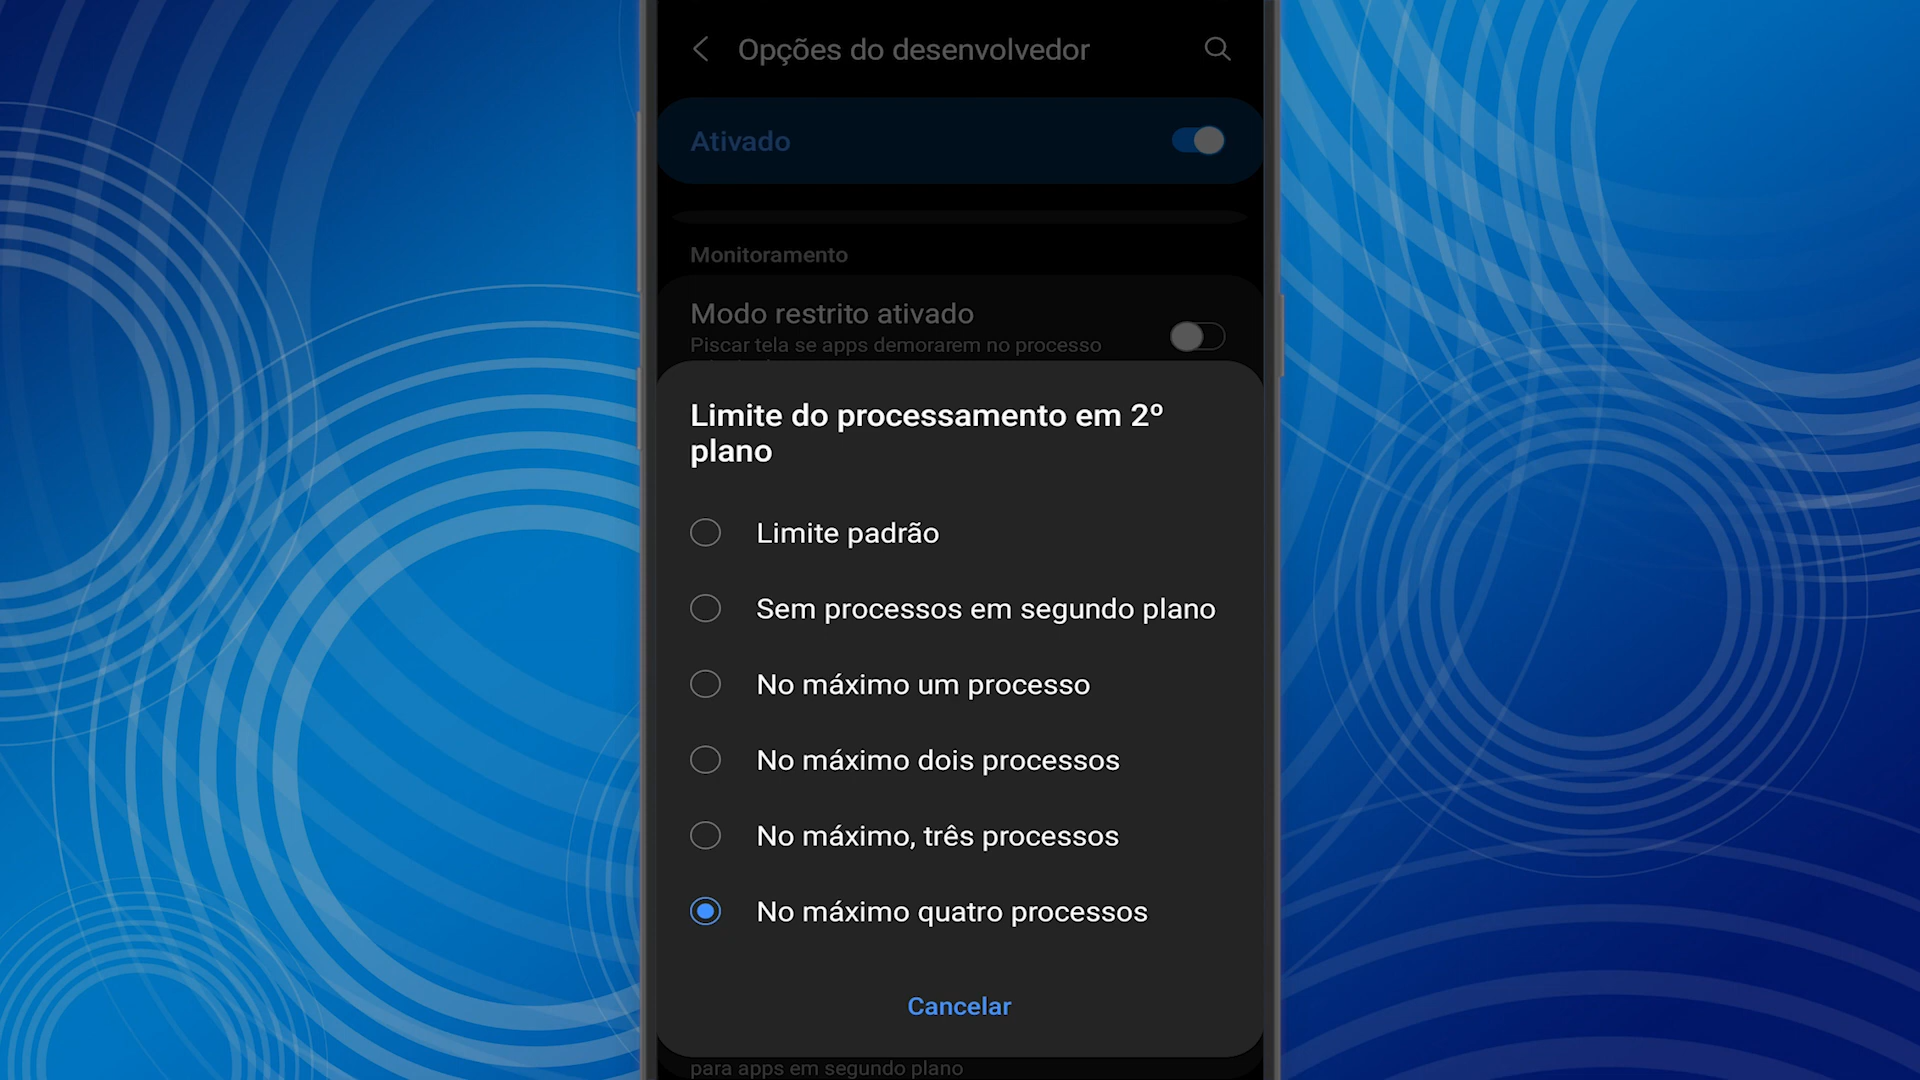 Opções do desenvolvedor
Ativado
Monitoramento
Modo restrito ativado
Piscar tela se apps demorarem no processo
Limite do processamento em 2º
plano
Limite padrão
Sem processos em segundo plano
No máximo um processo
No máximo dois processos
No máximo, três processos
No máximo quatro processos
Cancelar
para apps em segundo plano